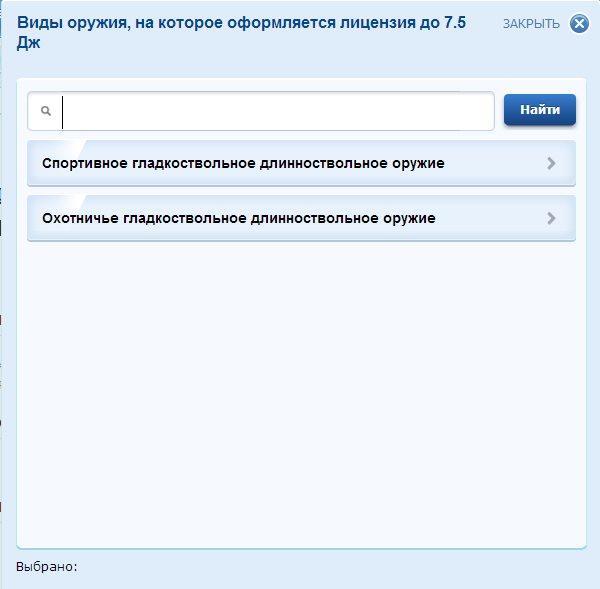 Виды оружия, на которое оформляется лицензия до 7.5
Дж
ЗАКРЫТЬ
Найти
Спортивное гладкоствольное длинноствольное оружие
Охотничье гладкоствольное длинноствольное оружие
Выбрано: